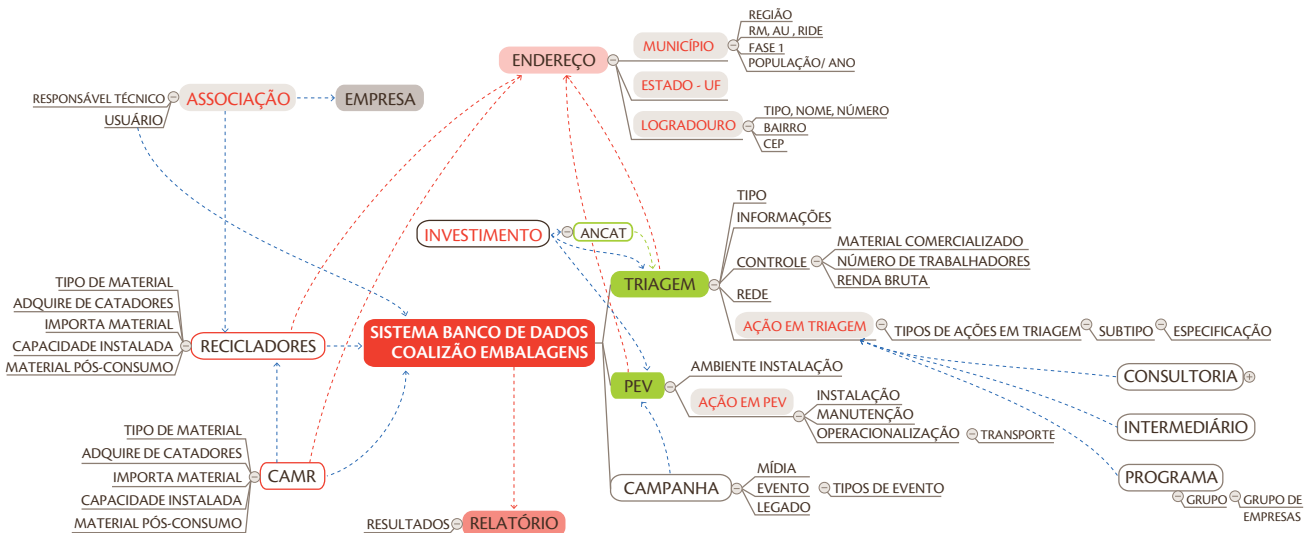 REGIÃO
RM, AU , RIDE
MUNICÍPIO
FASE 1
POPULAÇÃO/ ANO
ENDEREÇO
ESTADO - UF
RESPONSÁVEL TÉCNICO
ASSOCIAÇÃO
EMPRESA
USUÁRIO
TIPO, NOME, NÚMERO
LOGRADOURO
BAIRRO
CEP
TIPO
INFORMAÇÕES
INVESTIMENTO
ANCAT
MATERIAL COMERCIALIZADO
CONTROLE
NÚMERO DE TRABALHADORES
RENDA BRUTA
TRIAGEM
REDE
AÇÃO EM TRIAGEM
TIPOS DE AÇÕES EM TRIAGEM
SUBTIPO
ESPECIFICAÇÃO
TIPO DE MATERIAL
ADQUIRE DE CATADORES
IMPORTA MATERIAL
CAPACIDADE INSTALADA
MATERIAL PÓS-CONSUMO
RECICLADORES
SISTEMA BANCO DE DADOS
COALIZÃO EMBALAGENS
AMBIENTE INSTALAÇÃO
PEV
AÇÃO EM PEV
INSTALAÇÃO
MANUTENÇÃO
OPERACIONALIZAÇÃO
TRANSPORTE
CONSULTORIA
INTERMEDIÁRIO
TIPO DE MATERIAL
ADQUIRE DE CATADORES
IMPORTA MATERIAL
CAPACIDADE INSTALADA
MATERIAL PÓS-CONSUMO
CAMR
MÍDIA
CAMPANHA
EVENTO
TIPOS DE EVENTO
LEGADO
PROGRAMA
GRUPO
GRUPO DE
EMPRESAS
RESULTADOS
RELATÓRIO